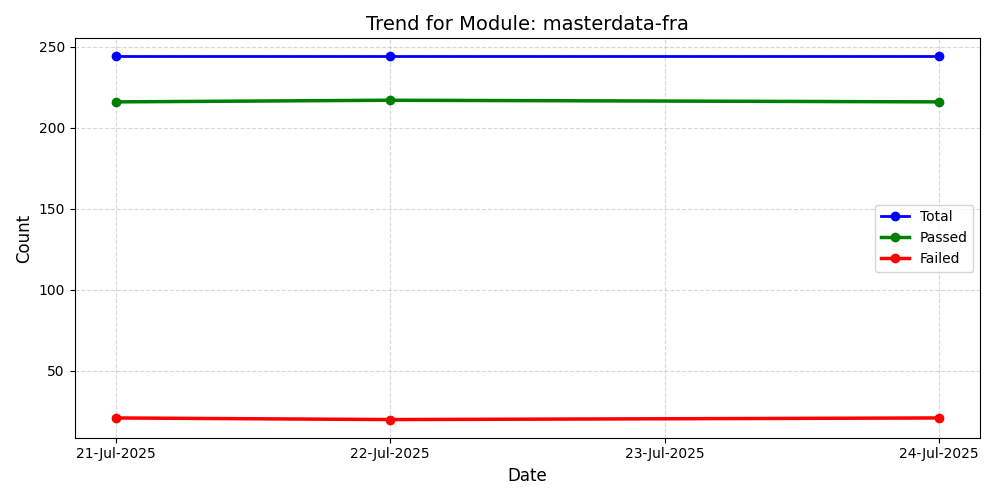 Trend for Module: masterdata-fra
250
200
150
100
50
Count
Total
Passed
Failed
21-Jul-2025
22-Jul-2025
23-Jul-2025
24-Jul-2025
Date